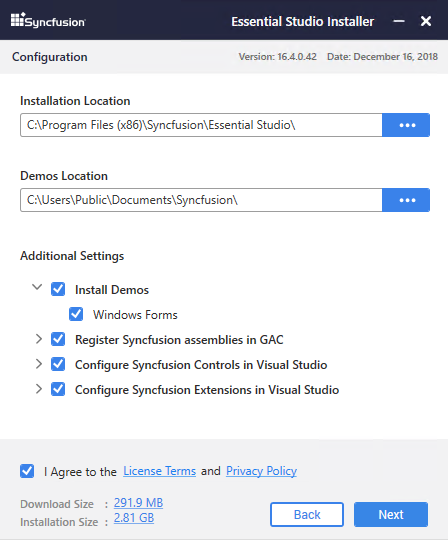 Syncfusion Essential Studio Installer
Configuration Version: 16.4.0.42 Date: December 16, 2018
Installation Location
C:\Program Files (x86)\Syncfusion\Essential Studio\
Demos Location
C:\Users\Public\Documents\Syncfusion\
Additional Settings
Install Demos
Windows Forms
Register Syncfusion assemblies in GAC
Configure Syncfusion Controls in Visual Studio
Configure Syncfusion Extensions in Visual Studio
I Agree to the License Terms and Privacy Policy
Download Size : 291.9 MB
Installation Size : 2.81 GB
Back Next